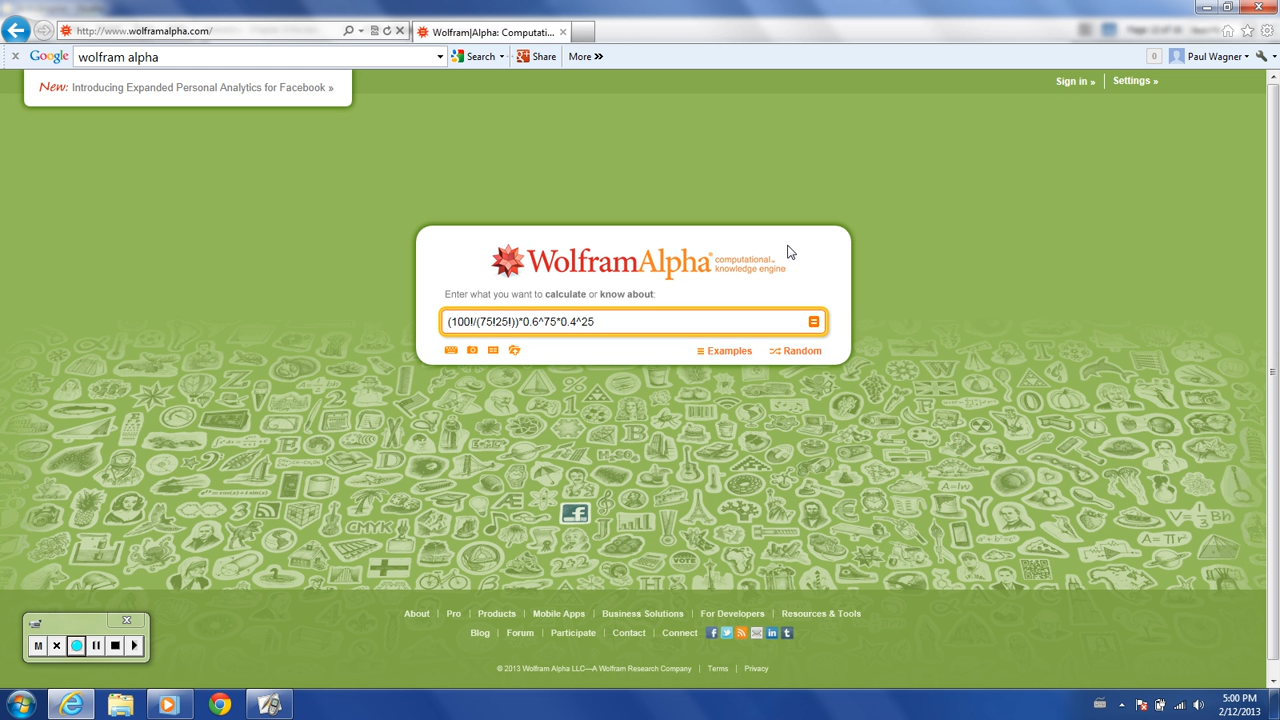 http://www.wolframalpha.com/
Wolfram|Alpha: Computati...
x Google wolfram alpha Search Share More » 0 Paul Wagner
New: Introducing Expanded Personal Analytics for Facebook »
Sign in » Settings »
WolframAlpha computational knowledge engine
Enter what you want to calculate or know about:
(100!/(75!25!))*0.6^75*0.4^25
Examples Random
About | Pro | Products | Mobile Apps | Business Solutions | For Developers | Resources & Tools
Blog | Forum | Participate | Contact | Connect
© 2013 Wolfram Alpha LLC—A Wolfram Research Company | Terms | Privacy
M
5:00 PM
2/12/2013